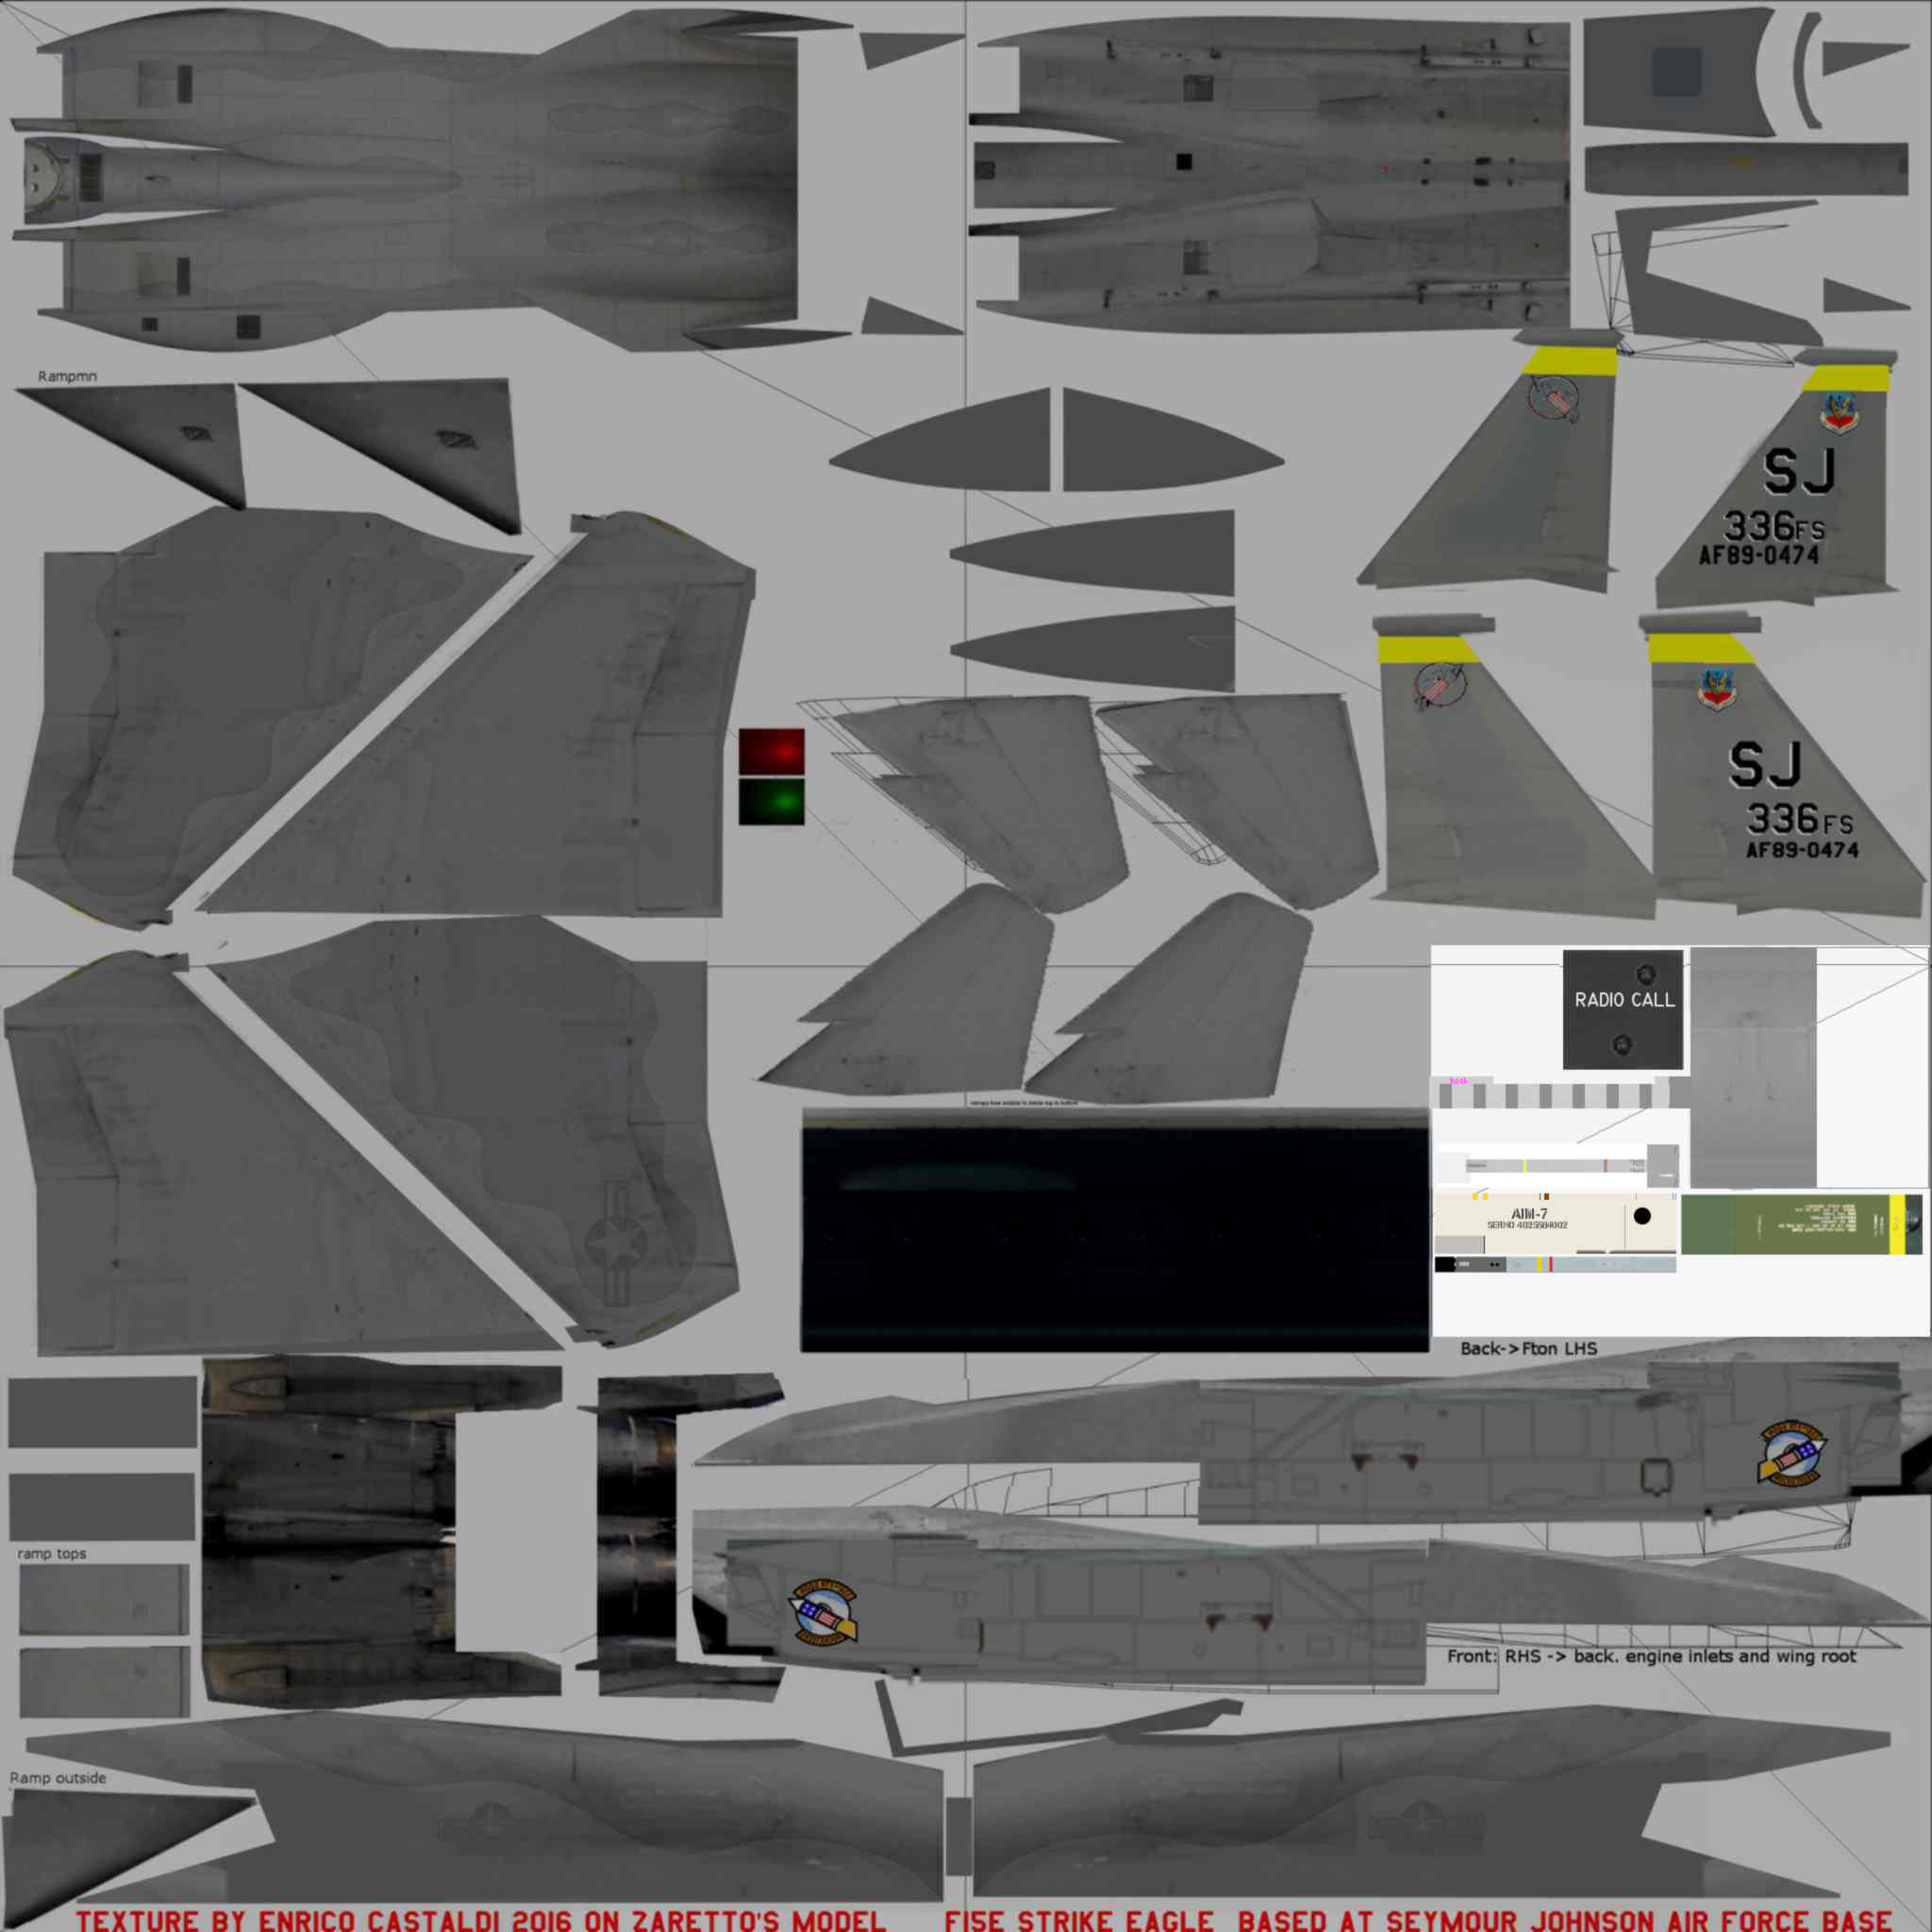 Rampmn
SJ
336FS
AF89-0474
SJ
336FS
AF89-0474
RADIO CALL
hook
AIM-7
Back->Fton LHS
ramp tops
Front: RHS -> back. engine inlets and wing root
Ramp outside
TEXTURE BY ENRICO CASTALDI 2016 ON ZARETTO'S MODEL F15E STRIKE EAGLE BASED AT SEYMOUR JOHNSON AIR FORCE BASE